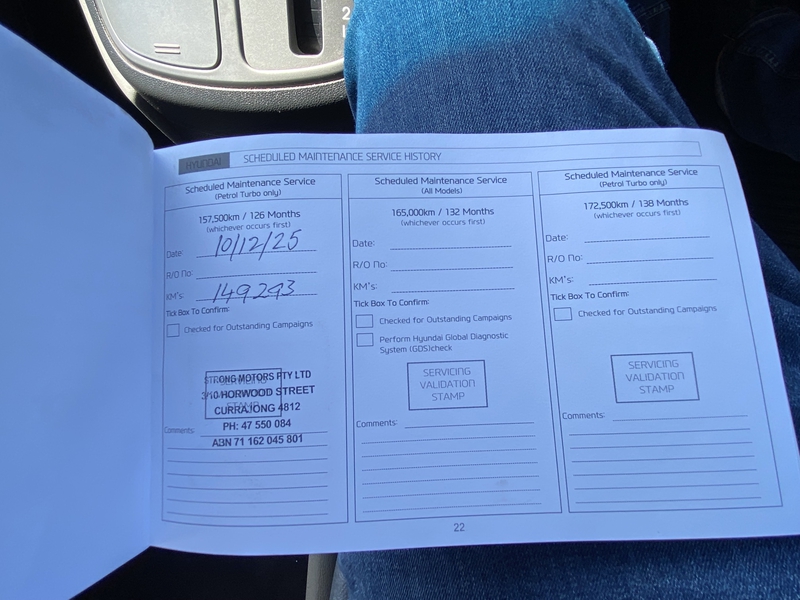 2
HYUNDAI SCHEDULED MAINTENANCE SERVICE HISTORY
Scheduled Maintenance Service
(Petrol Turbo only)
157,500km / 126 Months
(whichever occurs first)
Date 10/12/25
R/O No:
KM's: 149293
Tick Box To Confirm:
Checked for Outstanding Campaigns
STRONG MOTORS PTY LTD
HORWOOD STREET
CURRAJONG 4812
PH: 47 550 084
ABN 71 162 045 801
STAMP
Comments:
Scheduled Maintenance Service
(All Models)
165,000km / 132 Months
(whichever occurs first)
Date:
R/O No:
KM's:
Tick Box To Confirm:
Checked for Outstanding Campaigns
Perform Hyundai Global Diagnostic
System (GDS)check
SERVICING
VALIDATION
STAMP
Comments:
Scheduled Maintenance Service
(Petrol Turbo only)
172,500km / 138 Months
(whichever occurs first)
Date:
R/O No:
KM's:
Tick Box To Confirm:
Checked for Outstanding Campaigns
SERVICING
VALIDATION
STAMP
Comments:
22